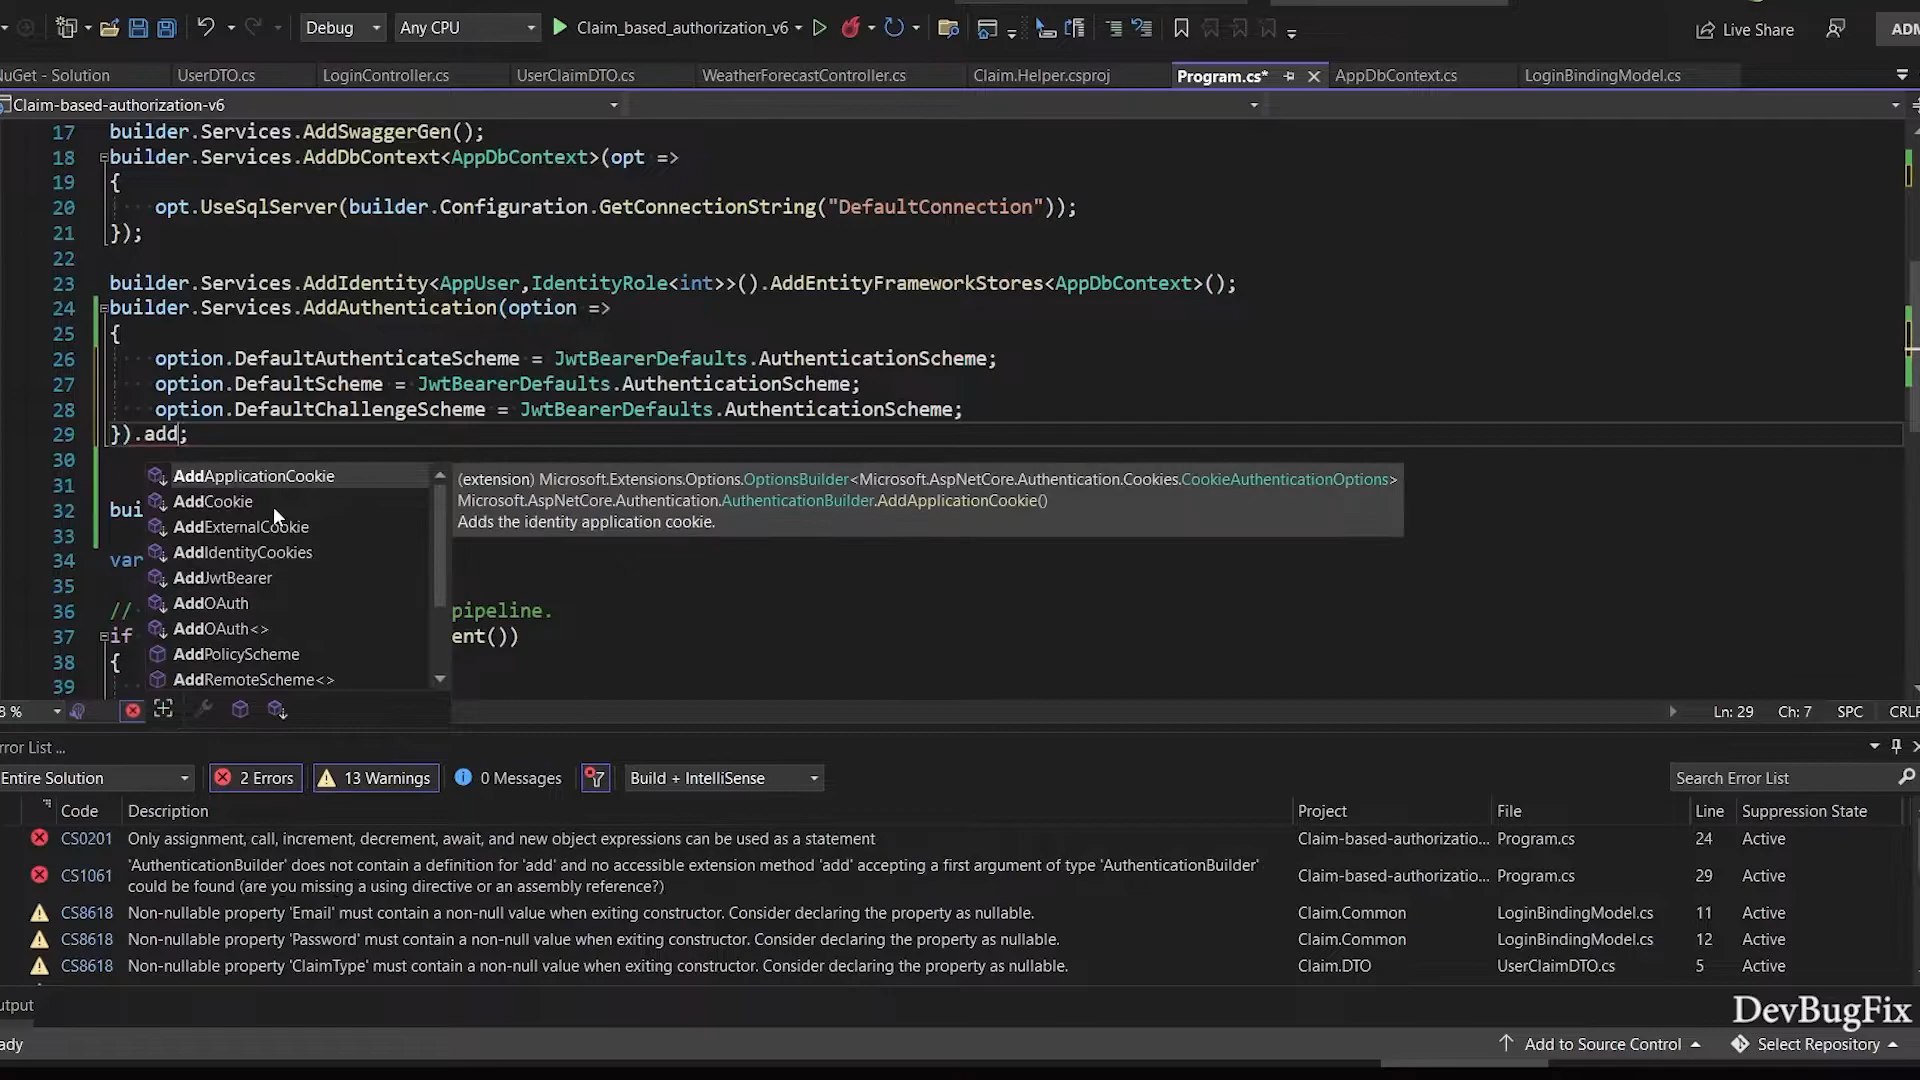 Debug
Any CPU
Claim_based_authorization_v6
Live Share
ADM
NuGet - Solution
UserDTO.cs
LoginController.cs
UserClaimDTO.cs
WeatherForecastController.cs
Claim.Helper.csproj
Program.cs*
AppDbContext.cs
LoginBindingModel.cs
Claim-based-authorization-v6
17 builder.Services.AddSwaggerGen();
18 builder.Services.AddDbContext<AppDbContext>(opt =>
19 {
20 opt.UseSqlServer(builder.Configuration.GetConnectionString("DefaultConnection"));
21 });
22
23 builder.Services.AddIdentity<AppUser,IdentityRole<int>>().AddEntityFrameworkStores<AppDbContext>();
24 builder.Services.AddAuthentication(option =>
25 {
26 option.DefaultAuthenticateScheme = JwtBearerDefaults.AuthenticationScheme;
27 option.DefaultScheme = JwtBearerDefaults.AuthenticationScheme;
28 option.DefaultChallengeScheme = JwtBearerDefaults.AuthenticationScheme;
29 }).add;
30
31
32 bui
33
34 var
35
36 // pipeline.
37 if ent())
38 {
39
AddApplicationCookie
AddCookie
AddExternalCookie
AddIdentityCookies
AddJwtBearer
AddOAuth
AddOAuth<>
AddPolicyScheme
AddRemoteScheme<>
(extension) Microsoft.Extensions.Options.OptionsBuilder<Microsoft.AspNetCore.Authentication.Cookies.CookieAuthenticationOptions>
Microsoft.AspNetCore.Authentication.AuthenticationBuilder.AddApplicationCookie()
Adds the identity application cookie.
8 %
Ln: 29 Ch: 7 SPC CRLF
rror List ...
Entire Solution
2 Errors
13 Warnings
0 Messages
Build + IntelliSense
Search Error List
Code Description Project File Line Suppression State
CS0201 Only assignment, call, increment, decrement, await, and new object expressions can be used as a statement Claim-based-authorizatio... Program.cs 24 Active
CS1061 'AuthenticationBuilder' does not contain a definition for 'add' and no accessible extension method 'add' accepting a first argument of type 'AuthenticationBuilder'
could be found (are you missing a using directive or an assembly reference?) Claim-based-authorizatio... Program.cs 29 Active
CS8618 Non-nullable property 'Email' must contain a non-null value when exiting constructor. Consider declaring the property as nullable. Claim.Common LoginBindingModel.cs 11 Active
CS8618 Non-nullable property 'Password' must contain a non-null value when exiting constructor. Consider declaring the property as nullable. Claim.Common LoginBindingModel.cs 12 Active
CS8618 Non-nullable property 'ClaimType' must contain a non-null value when exiting constructor. Consider declaring the property as nullable. Claim.DTO UserClaimDTO.cs 5 Active
utput
DevBugFix
ady
Add to Source Control
Select Repository